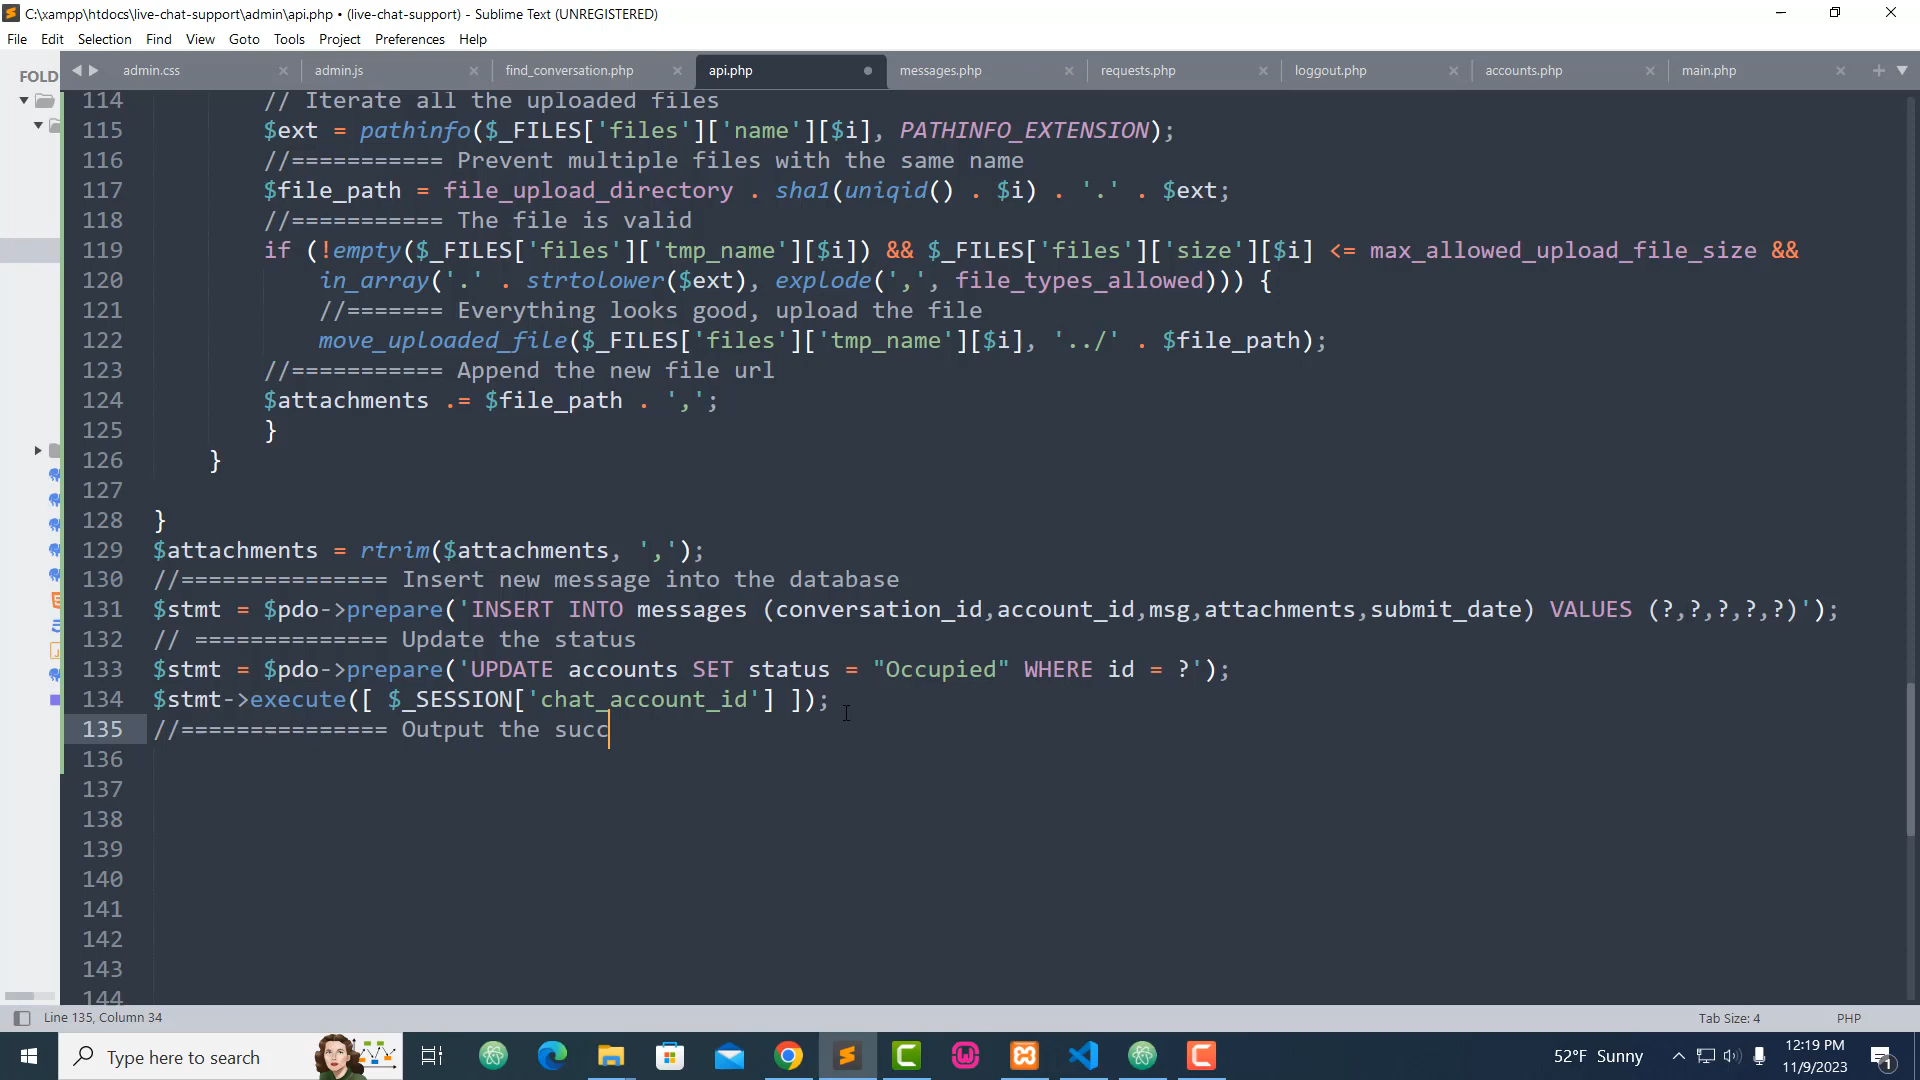 C:\xampp\htdocs\live-chat-support\admin\api.php • (live-chat-support) - Sublime Text (UNREGISTERED)
File Edit Selection Find View Goto Tools Project Preferences Help
FOLD
admin.css admin.js find_conversation.php api.php messages.php requests.php loggout.php accounts.php main.php
114 // Iterate all the uploaded files
115 $ext = pathinfo($_FILES['files']['name'][$i], PATHINFO_EXTENSION);
116 //=========== Prevent multiple files with the same name
117 $file_path = file_upload_directory . sha1(uniqid() . $i) . '.' . $ext;
118 //=========== The file is valid
119 if (!empty($_FILES['files']['tmp_name'][$i]) && $_FILES['files']['size'][$i] <= max_allowed_upload_file_size &&
120 in_array('.' . strtolower($ext), explode(',', file_types_allowed))) {
121 //======= Everything looks good, upload the file
122 move_uploaded_file($_FILES['files']['tmp_name'][$i], '../' . $file_path);
123 //=========== Append the new file url
124 $attachments .= $file_path . ',';
125 }
126 }
127
128 }
129 $attachments = rtrim($attachments, ',');
130 //=============== Insert new message into the database
131 $stmt = $pdo->prepare('INSERT INTO messages (conversation_id,account_id,msg,attachments,submit_date) VALUES (?,?,?,?,?)');
132 // ============== Update the status
133 $stmt = $pdo->prepare('UPDATE accounts SET status = "Occupied" WHERE id = ?');
134 $stmt->execute([ $_SESSION['chat_account_id'] ]);
135 //=============== Output the succ
136
137
138
139
140
141
142
143
144
Line 135, Column 34
Tab Size: 4
PHP
Type here to search
52°F Sunny
12:19 PM
11/9/2023
1